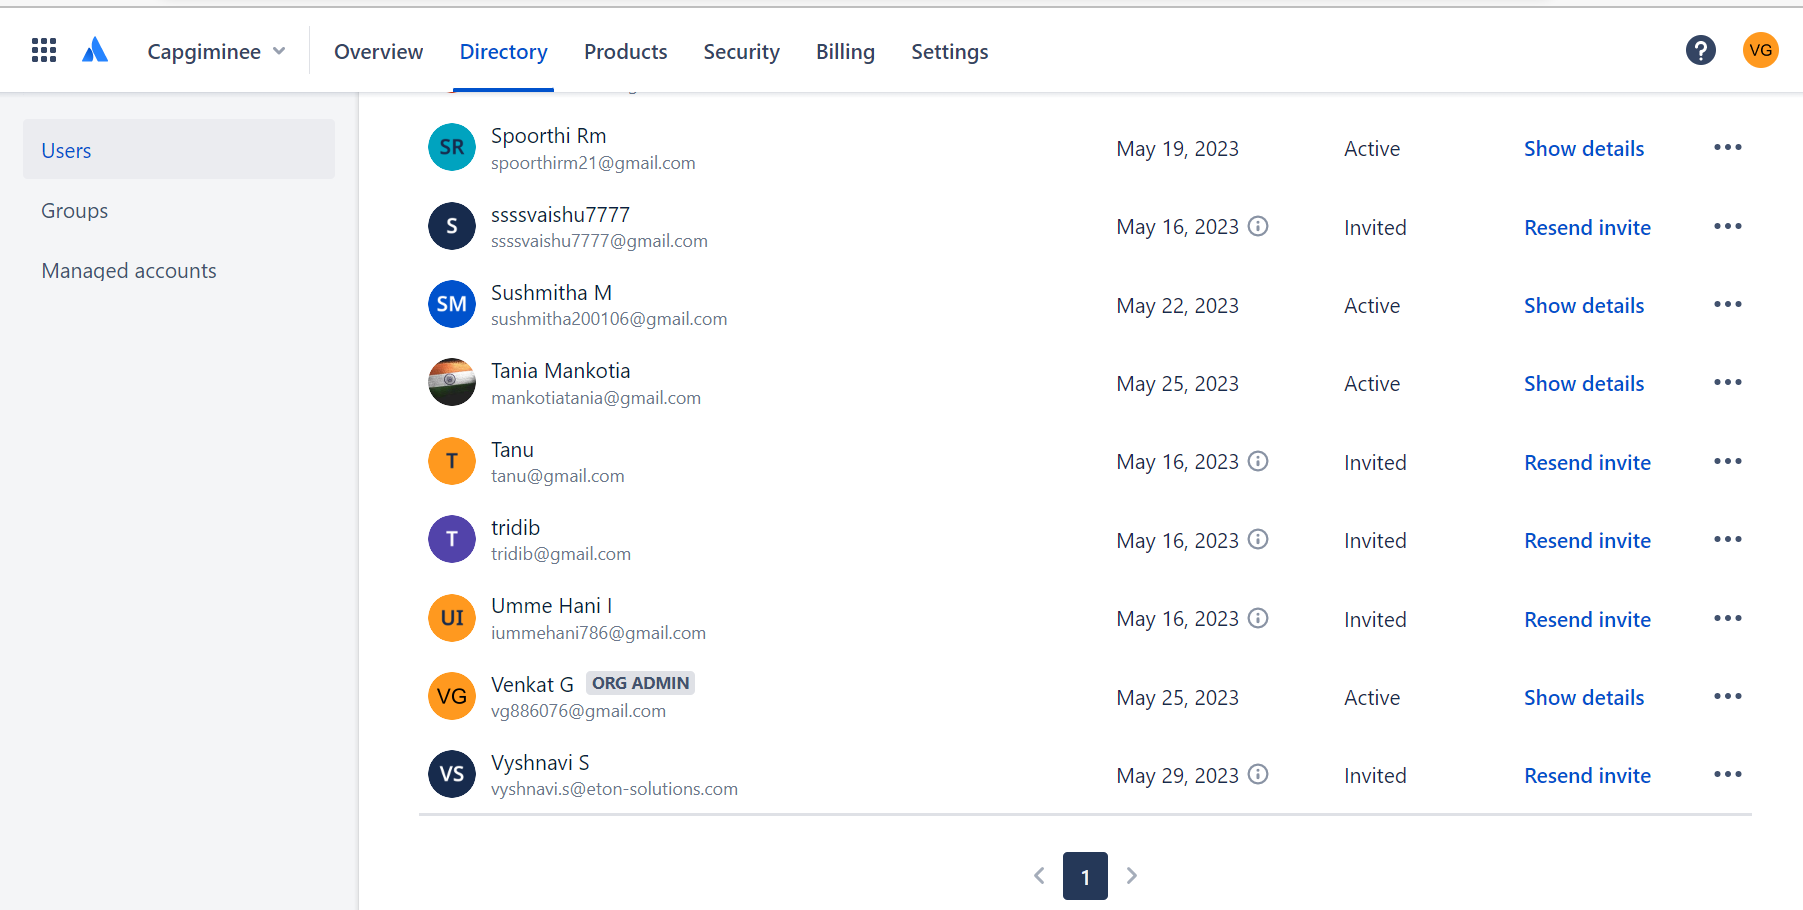 Capgiminee Overview Directory Products Security Billing Settings ? VG
Users
Groups
Managed accounts
SR Spoorthi Rm May 19, 2023 Active Show details
spoorthirm21@gmail.com
S ssssvaishu7777 May 16, 2023 Invited Resend invite
ssssvaishu7777@gmail.com
SM Sushmitha M May 22, 2023 Active Show details
sushmitha200106@gmail.com
Tania Mankotia May 25, 2023 Active Show details
mankotiatania@gmail.com
T Tanu May 16, 2023 Invited Resend invite
tanu@gmail.com
T tridib May 16, 2023 Invited Resend invite
tridib@gmail.com
UI Umme Hani I May 16, 2023 Invited Resend invite
iummehani786@gmail.com
VG Venkat G ORG ADMIN May 25, 2023 Active Show details
vg886076@gmail.com
VS Vyshnavi S May 29, 2023 Invited Resend invite
vyshnavi.s@eton-solutions.com
1